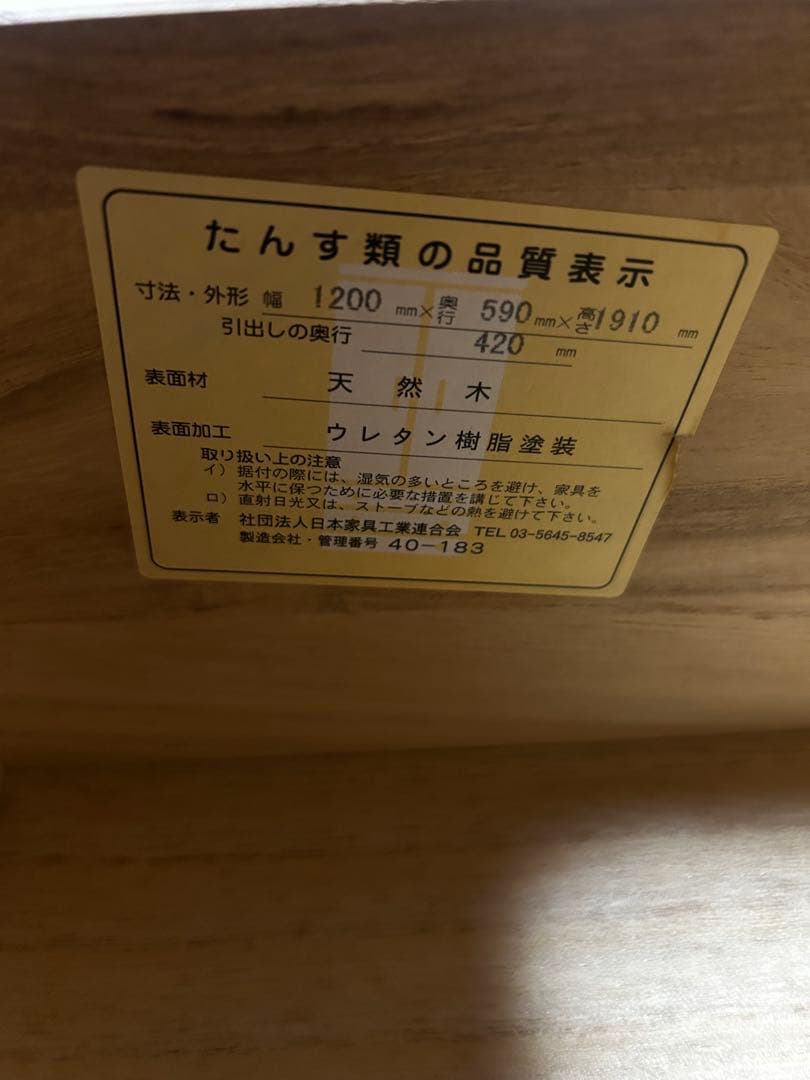 たんす類の品質表示
寸法・外形 幅 1200 mm×奥行 590mm×高さ1910 mm
引出しの奥行 420 mm
表面材 天然木
表面加工 ウレタン樹脂塗装
取り扱い上の注意
イ）据付の際には、湿気の多いところを避け、家具を
水平に保つために必要な措置を講じて下さい。
ロ）直射日光又は、ストーブなどの熱を避けて下さい。
表示者 社団法人日本家具工業連合会 TEL 03-5645-8547
製造会社・管理番号 40-183